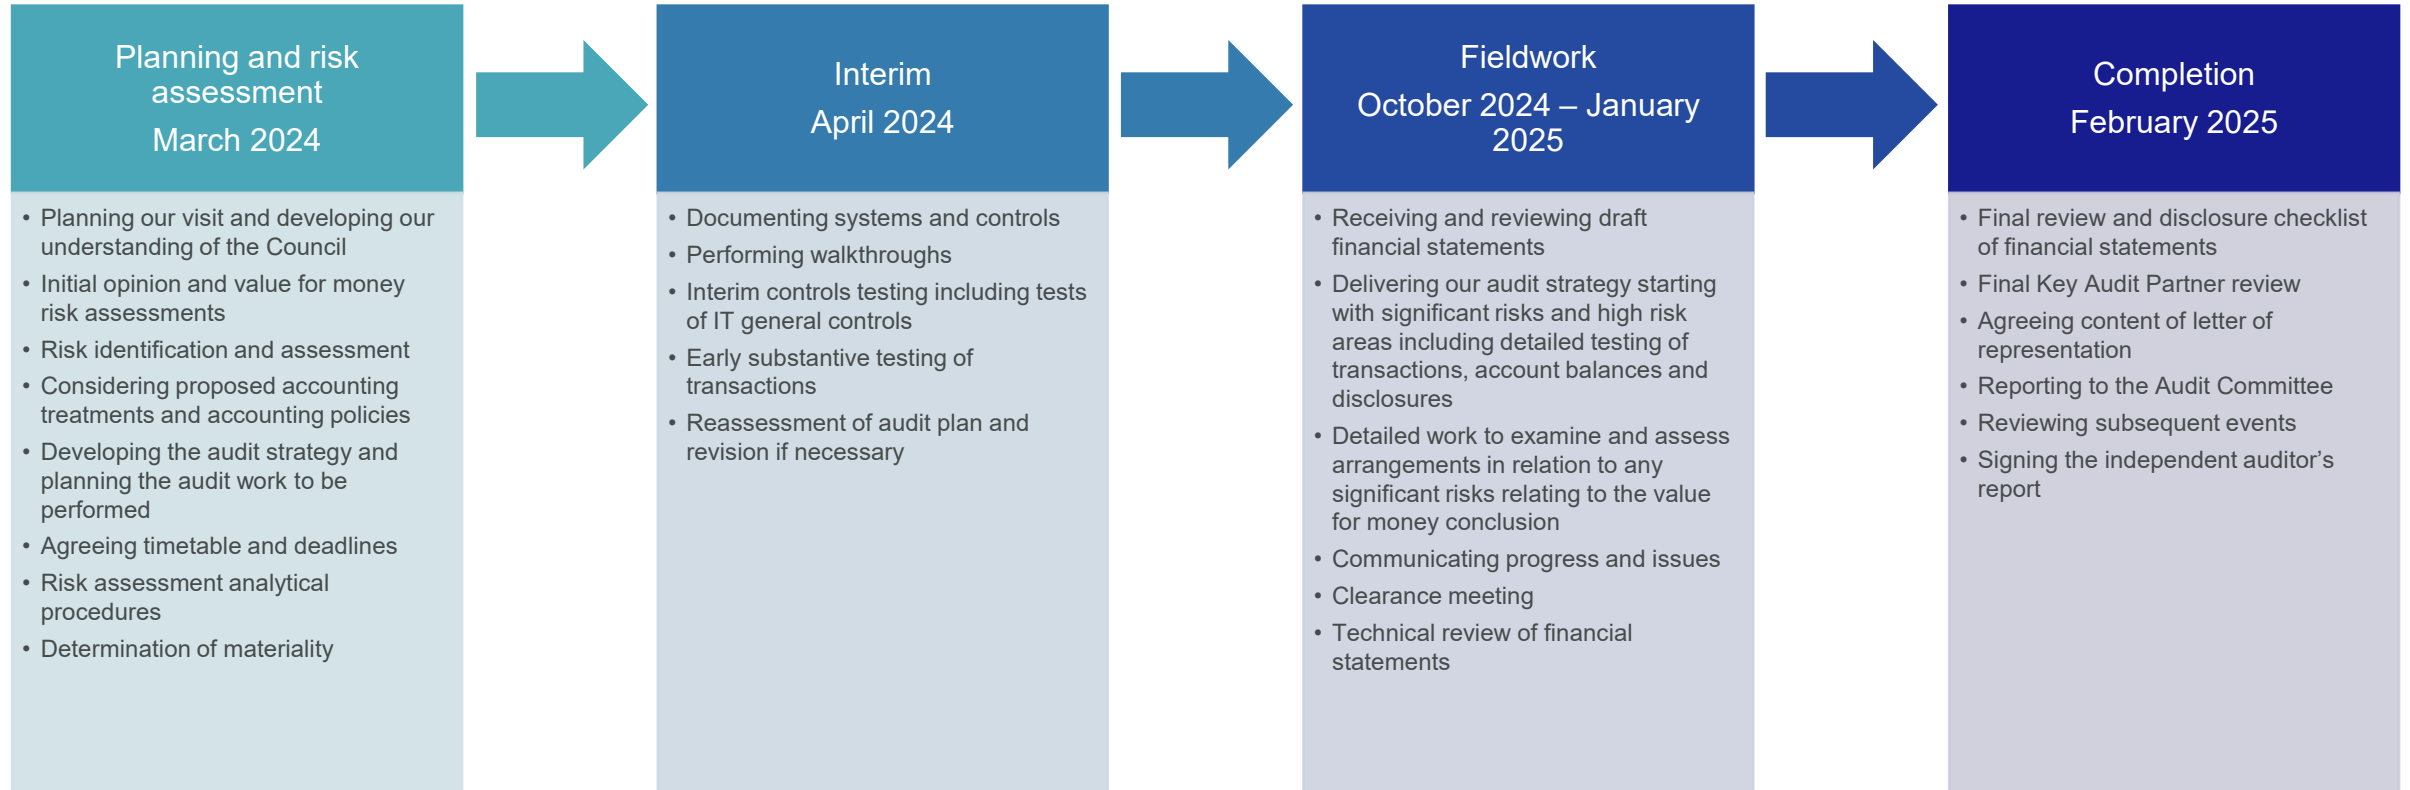 Planning and risk
assessment
March 2024
• Planning our visit and developing our
understanding of the Council
• Initial opinion and value for money
risk assessments
• Risk identification and assessment
• Considering proposed accounting
treatments and accounting policies
• Developing the audit strategy and
planning the audit work to be
performed
• Agreeing timetable and deadlines
• Risk assessment analytical
procedures
• Determination of materiality
Interim
April 2024
• Documenting systems and controls
• Performing walkthroughs
• Interim controls testing including tests
of IT general controls
• Early substantive testing of
transactions
• Reassessment of audit plan and
revision if necessary
Fieldwork
October 2024 – January
2025
• Receiving and reviewing draft
financial statements
• Delivering our audit strategy starting
with significant risks and high risk
areas including detailed testing of
transactions, account balances and
disclosures
• Detailed work to examine and assess
arrangements in relation to any
significant risks relating to the value
for money conclusion
• Communicating progress and issues
• Clearance meeting
• Technical review of financial
statements
Completion
February 2025
• Final review and disclosure checklist
of financial statements
• Final Key Audit Partner review
• Agreeing content of letter of
representation
• Reporting to the Audit Committee
• Reviewing subsequent events
• Signing the independent auditor’s
report